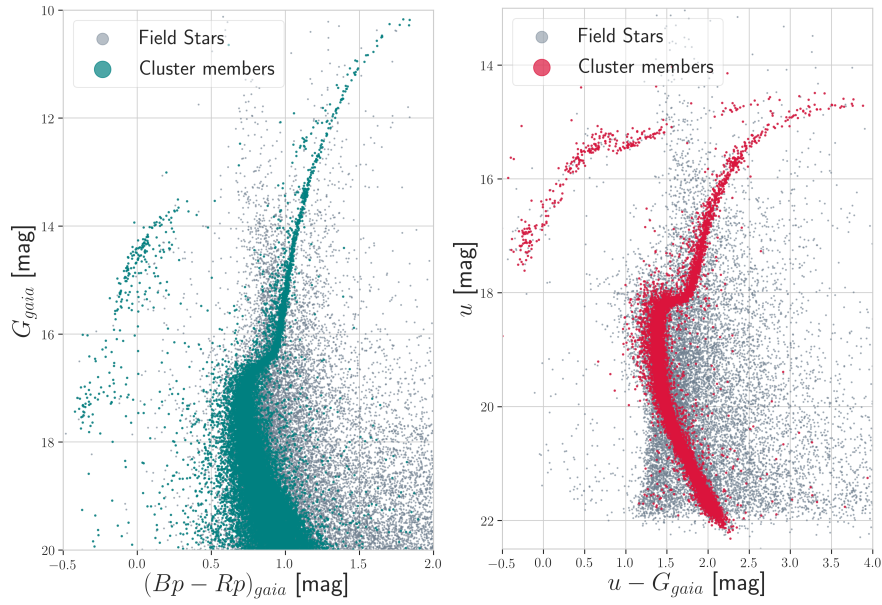 Field Stars
Cluster members
10
12
14
16
18
20
G_gaia [mag]
−0.5 0.0 0.5 1.0 1.5 2.0
(Bp − Rp)_gaia [mag]
Field Stars
Cluster members
14
16
18
20
22
u [mag]
−0.5 0.0 0.5 1.0 1.5 2.0 2.5 3.0 3.5 4.0
u − G_gaia [mag]